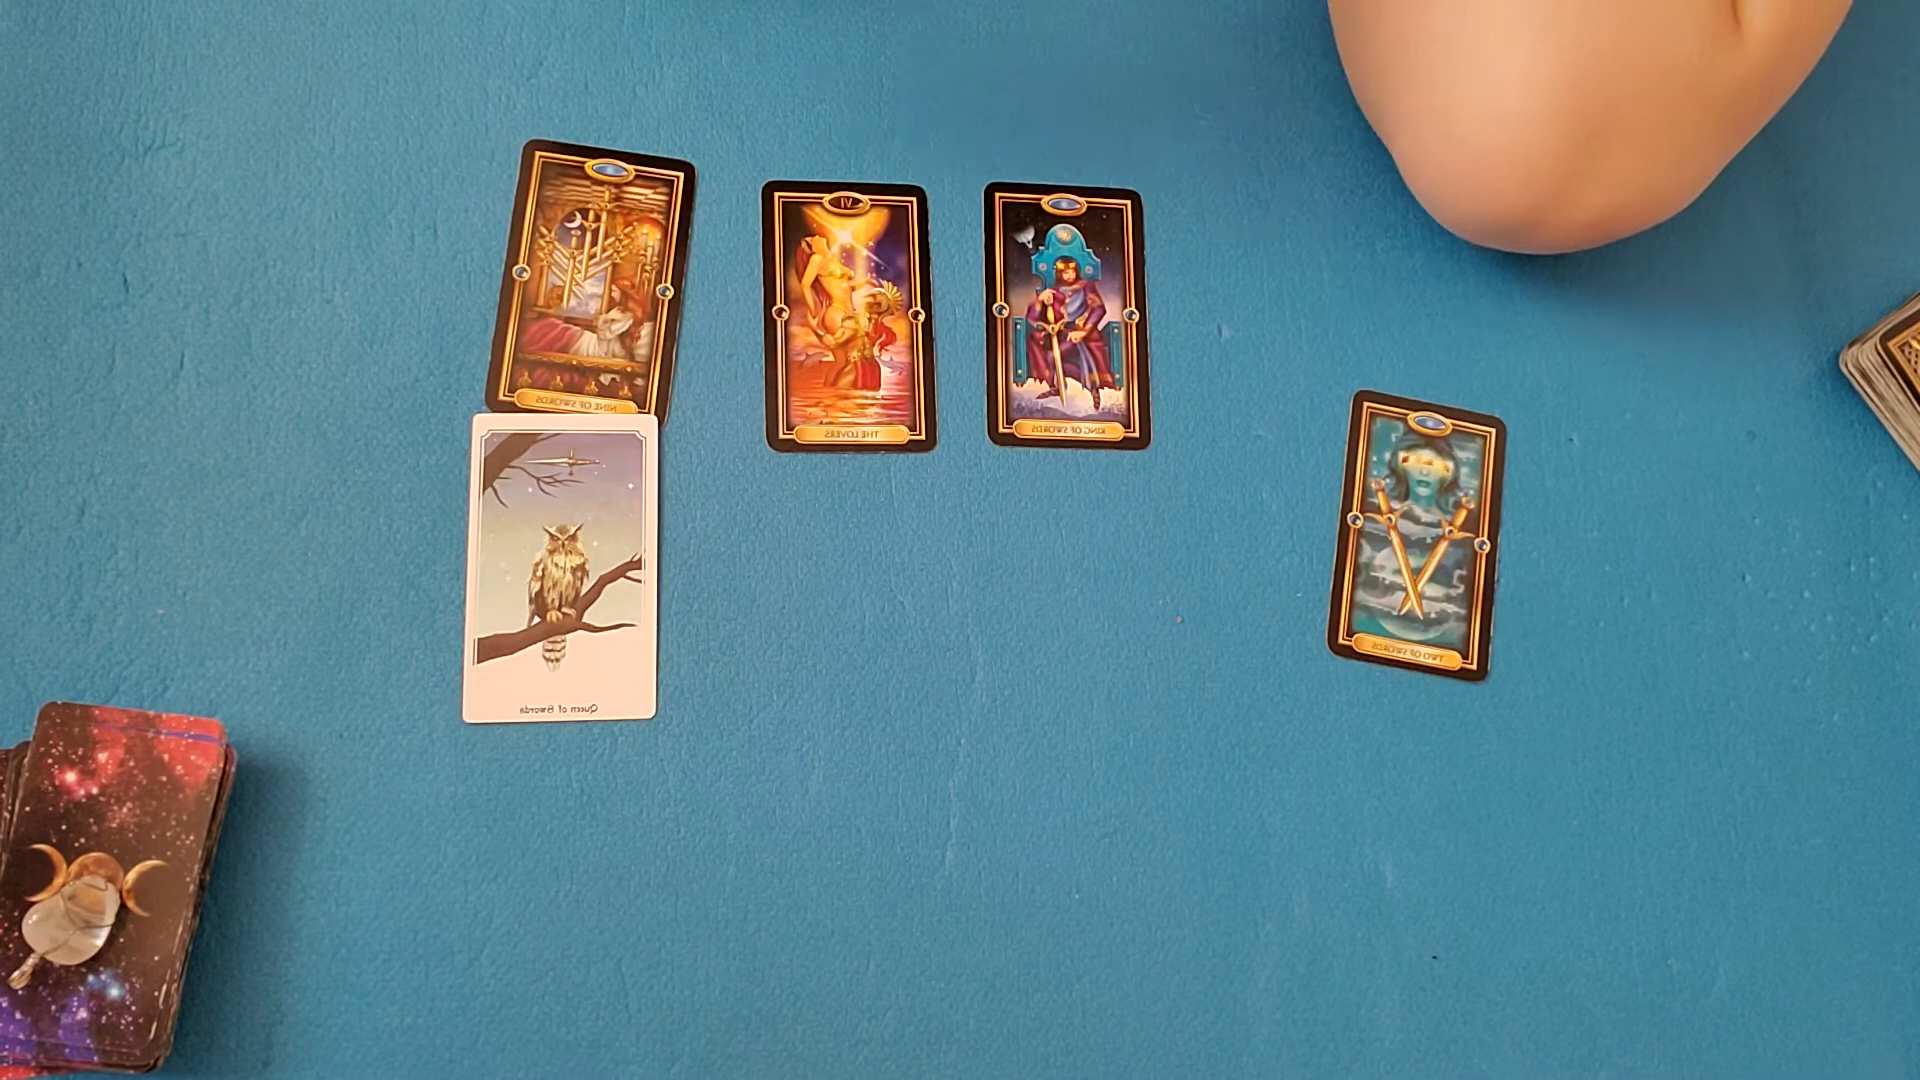 NINE OF SWORDS
VI
THE LOVERS
KING OF SWORDS
TWO OF SWORDS
Queen of Swords